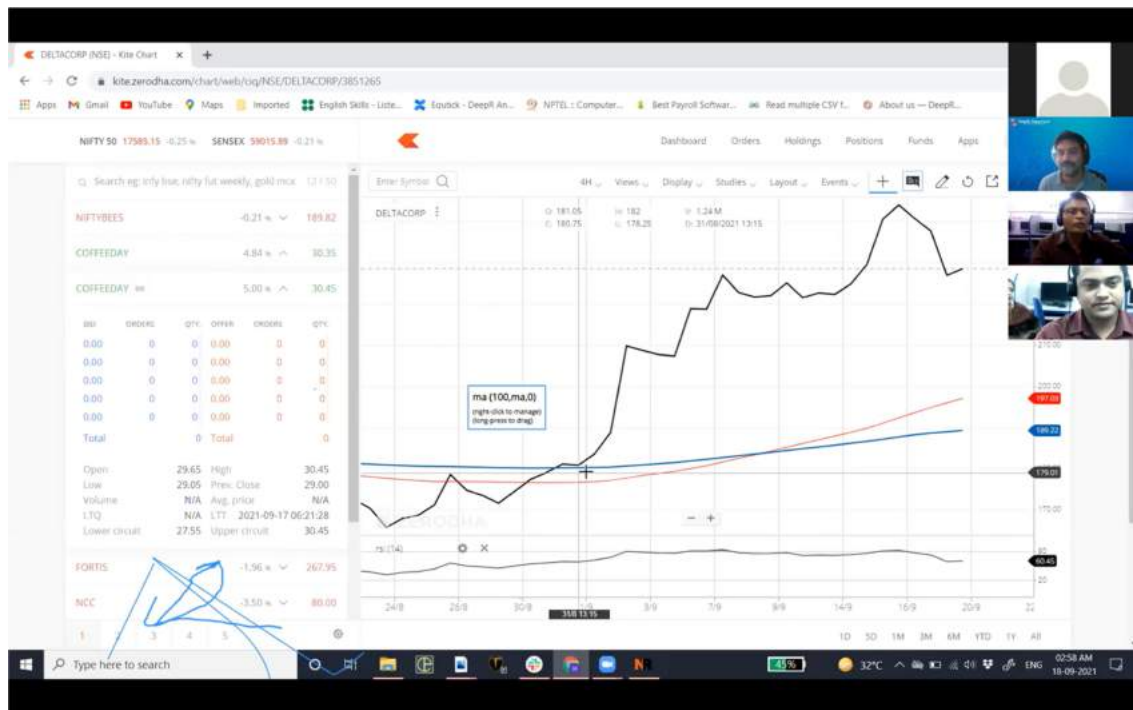 DELTACORP (NSE) - Kite Chart
kite.zerodha.com/chart/web/ciq/NSE/DELTACORP/3851265
Apps Gmail YouTube Maps Imported English Skills - Liste... Equtick - DeepR An... NPTEL :: Computer... Best Payroll Softwar... Read multiple CSV f... About us — DeepR...
NIFTY 50 17585.15 -0.25 % SENSEX 59015.89 -0.21 %
Dashboard Orders Holdings Positions Funds Apps
Search eg: infy bse, nifty fut weekly, gold mcx 12 / 50
Enter Symbol 4H Views Display Studies Layout Events
NIFTYBEES -0.21 % 189.82
DELTACORP O: 181.05 H: 182 V: 1.24 M
C: 180.75 L: 178.25 D: 31/08/2021 13:15
COFFEEDAY 4.84 % 30.35
COFFEEDAY 5.00 % 30.45
BID ORDERS QTY. OFFER ORDERS QTY.
0.00 0 0 0.00 0 0
0.00 0 0 0.00 0 0
0.00 0 0 0.00 0 0
0.00 0 0 0.00 0 0
0.00 0 0 0.00 0 0
Total 0 Total 0
210.00
200.00
197.03
189.22
179.01
170.00
ma (100,ma,0)
(right-click to manage)
(long-press to drag)
Open 29.65 High 30.45
Low 29.05 Prev. Close 29.00
Volume N/A Avg. price N/A
LTQ N/A LTT 2021-09-17 06:21:28
Lower circuit 27.55 Upper circuit 30.45
ZERODHA
rsi (14)
80
60.45
20
FORTIS -1.96 % 267.95
NCC -3.50 % 80.00
24/8 26/8 30/8 1/9 3/9 7/9 9/9 14/9 16/9 20/9 22
31/8 13:15
1 2 3 4 5
1D 5D 1M 3M 6M YTD 1Y All
Type here to search
45%
32°C ENG
02:58 AM
18-09-2021